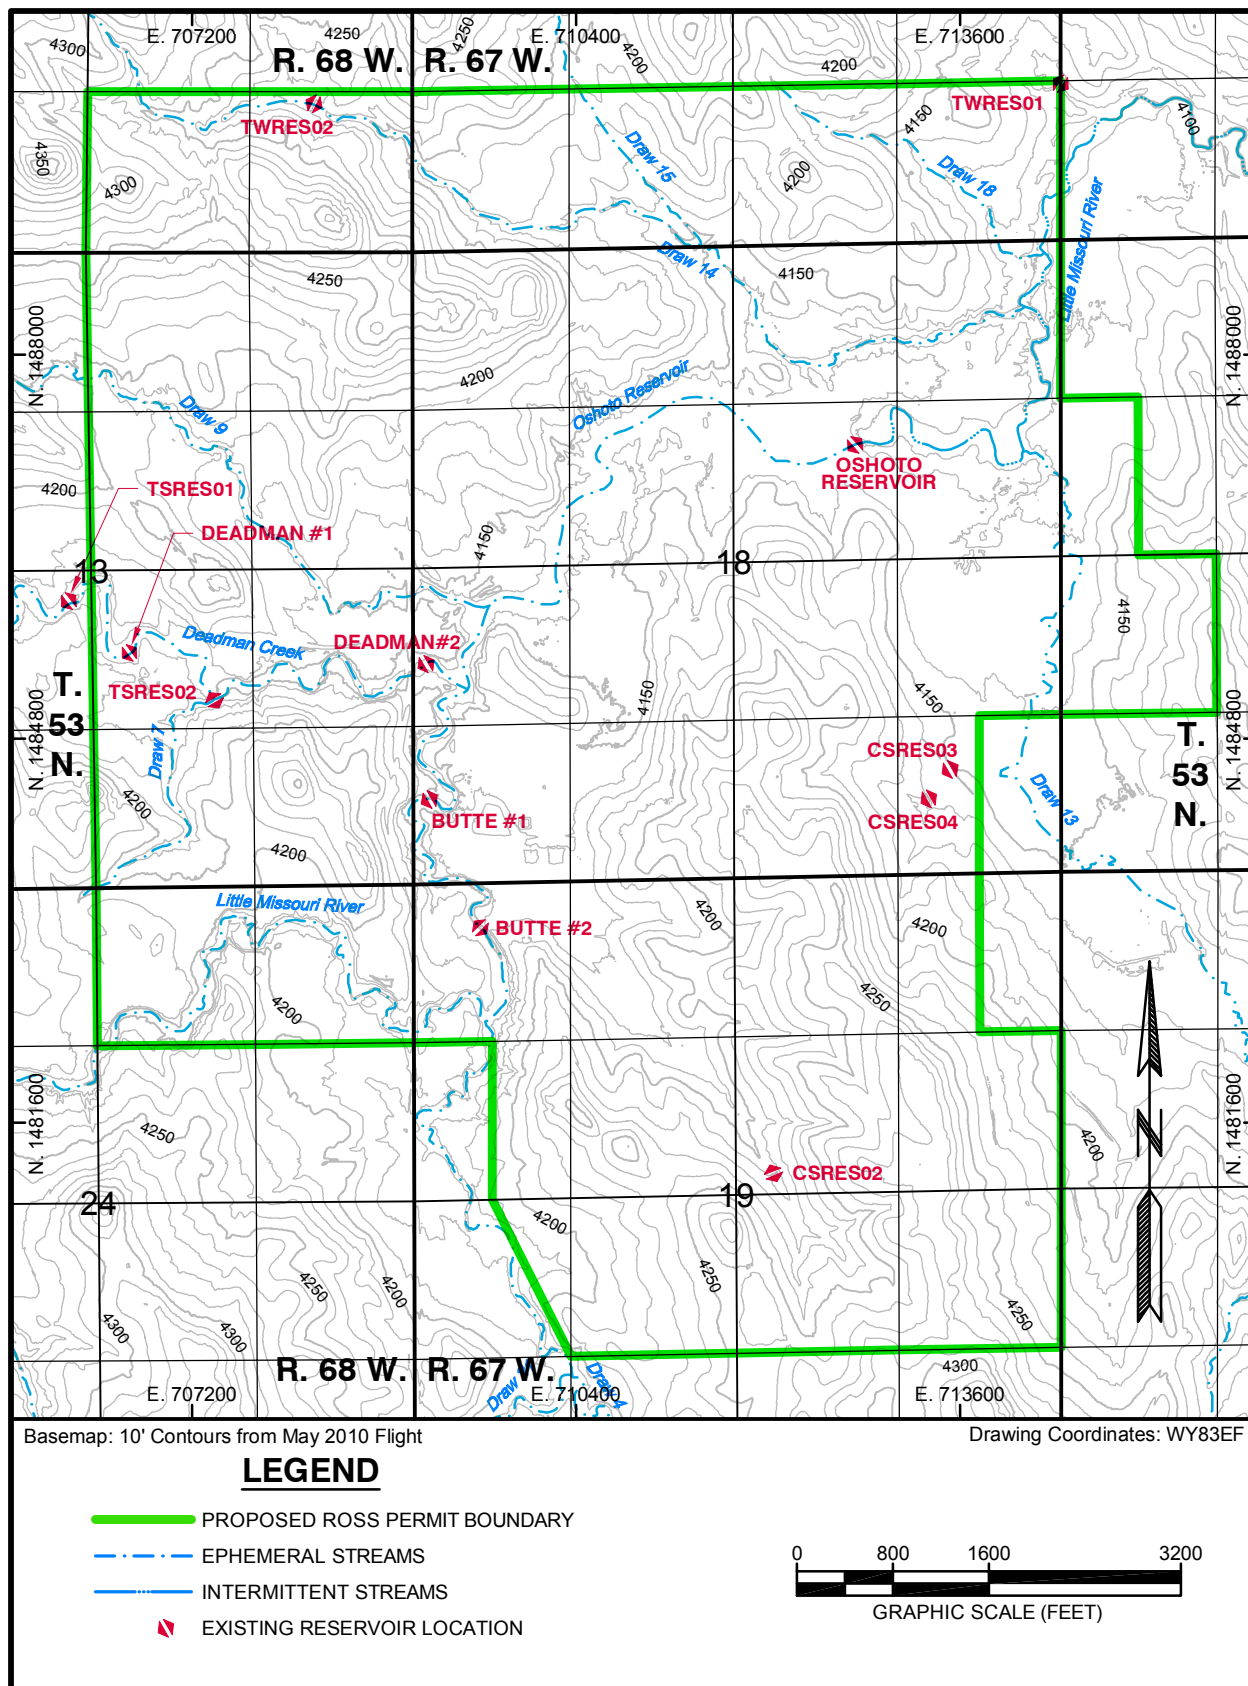 4300
E. 707200
4250
4250
E. 710400
4200
E. 713600
4200
R. 68 W.
R. 67 W.
TWRES01
TWRES02
4150
4100
4350
4300
Draw 15
4200
Draw 18
Little Missouri River
4250
Draw 14
4150
N. 1488000
N. 1488000
4200
Oshoto Reservoir
Draw 9
OSHOTO
RESERVOIR
4200
TSRES01
DEADMAN #1
4150
13
18
4150
Deadman Creek
DEADMAN#2
TSRES02
T.
53
N.
4150
4150
N. 1484800
N. 1484800
Draw 7
T.
53
N.
CSRES03
CSRES04
Draw 13
4200
BUTTE #1
4200
Little Missouri River
BUTTE #2
4200
4200
4200
4250
N
N. 1481600
N. 1481600
4250
4200
CSRES02
24
19
4200
4250
4200
4250
4250
4300
4300
4300
R. 68 W.
R. 67 W.
E. 707200
Draw
E. 710400
Draw 4
E. 713600
Basemap: 10' Contours from May 2010 Flight
Drawing Coordinates: WY83EF
LEGEND
PROPOSED ROSS PERMIT BOUNDARY
EPHEMERAL STREAMS
INTERMITTENT STREAMS
EXISTING RESERVOIR LOCATION
0 800 1600 3200
GRAPHIC SCALE (FEET)